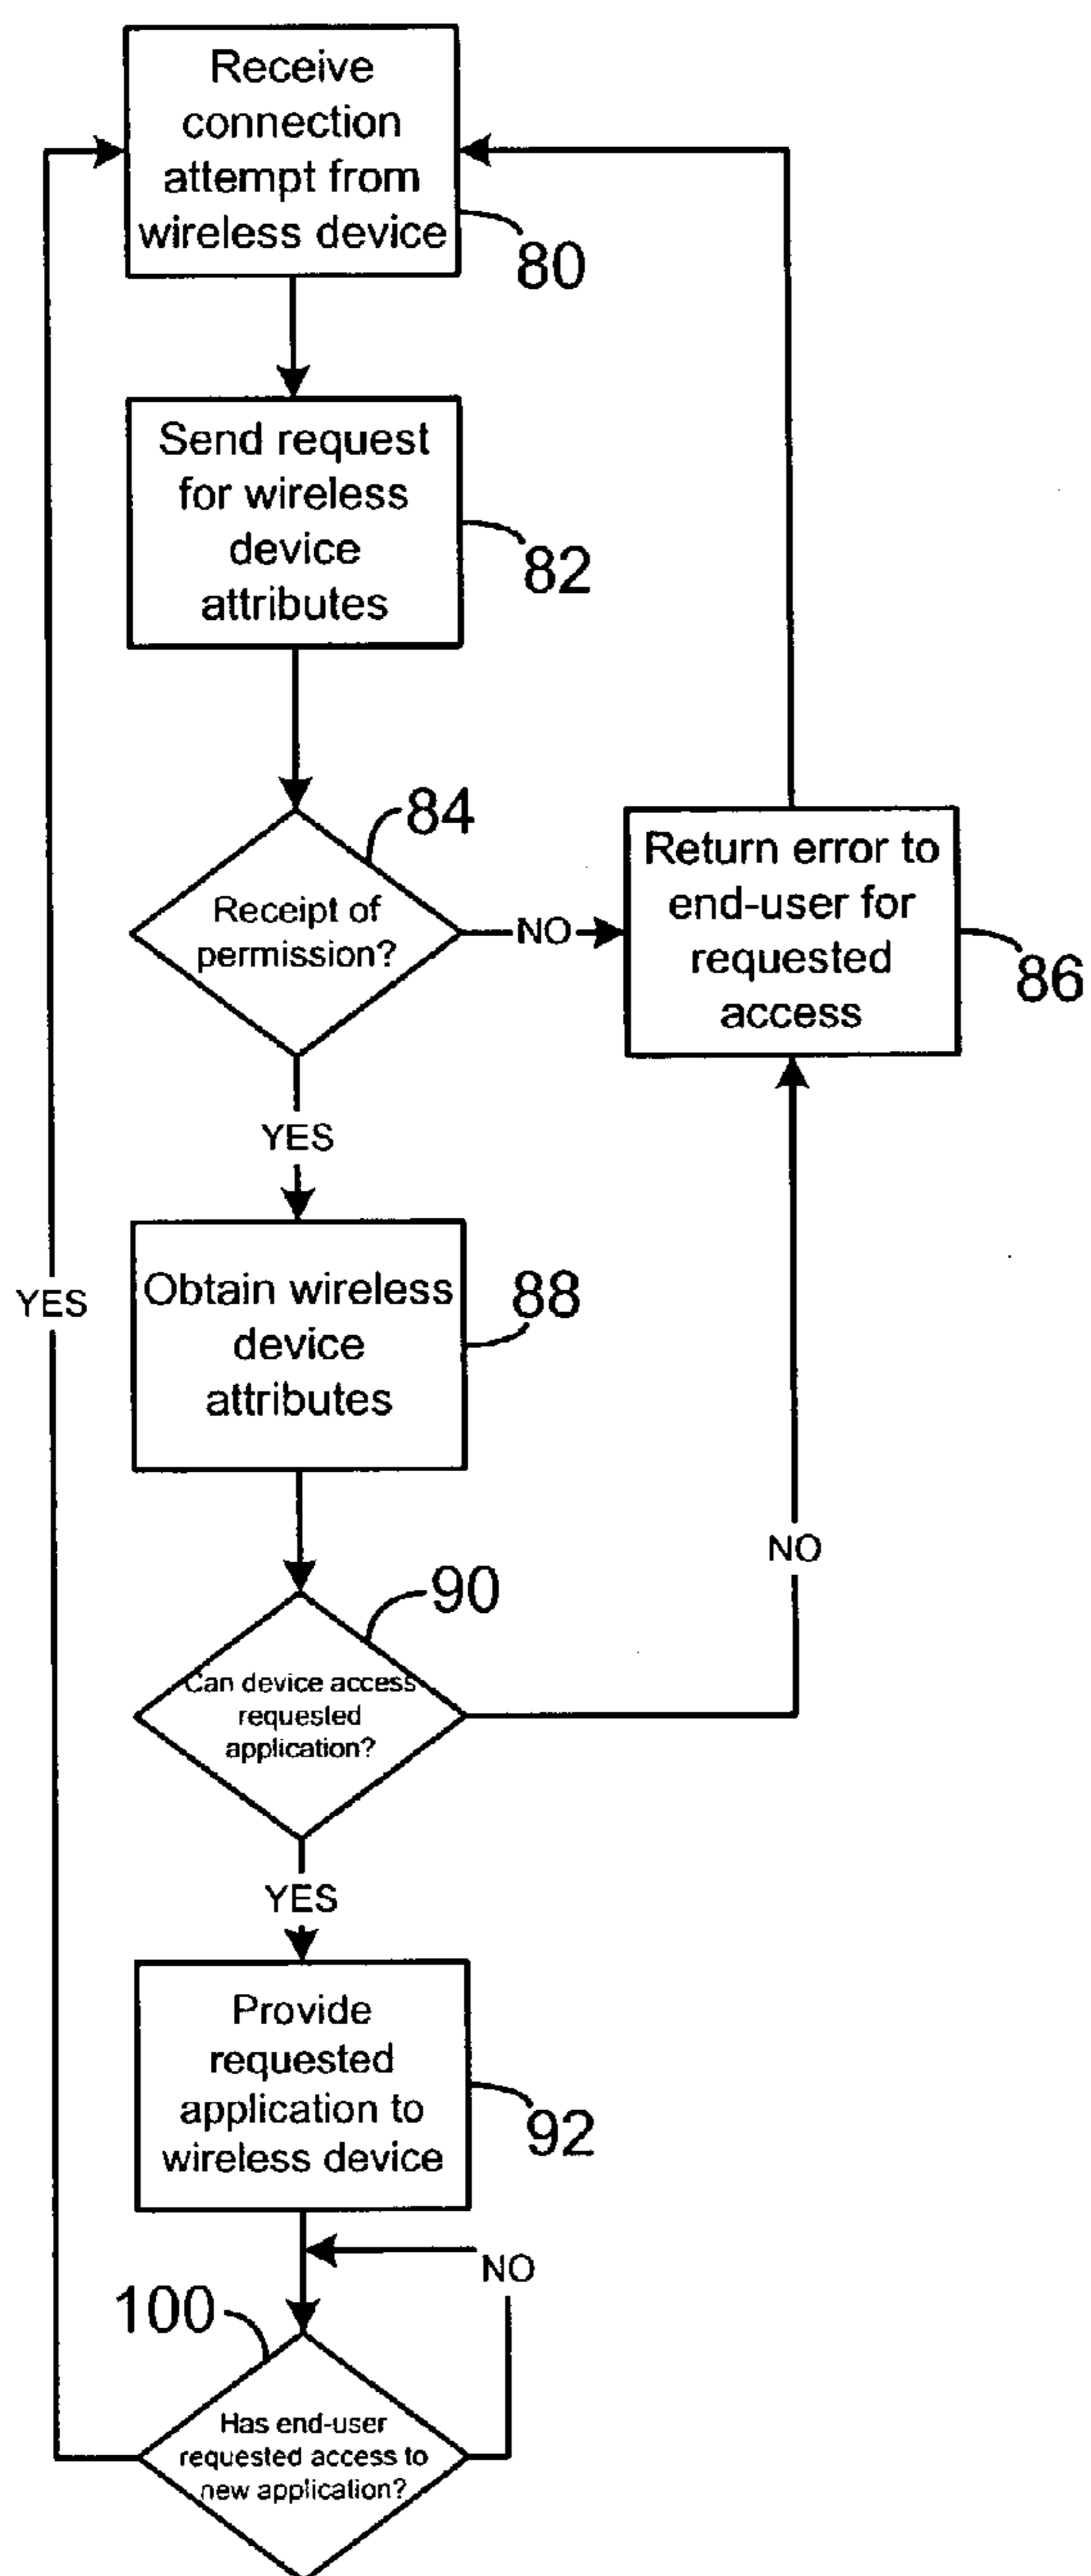 Receive
connection
attempt from
wireless device
80
Send request
for wireless
device
attributes
82
84
Receipt of
permission?
NO
Return error to
end-user for
requested
access
86
YES
Obtain wireless
device
attributes
88
YES
NO
90
Can device access
requested
application?
YES
Provide
requested
application to
wireless device
92
NO
100
Has end-user
requested access to
new application?